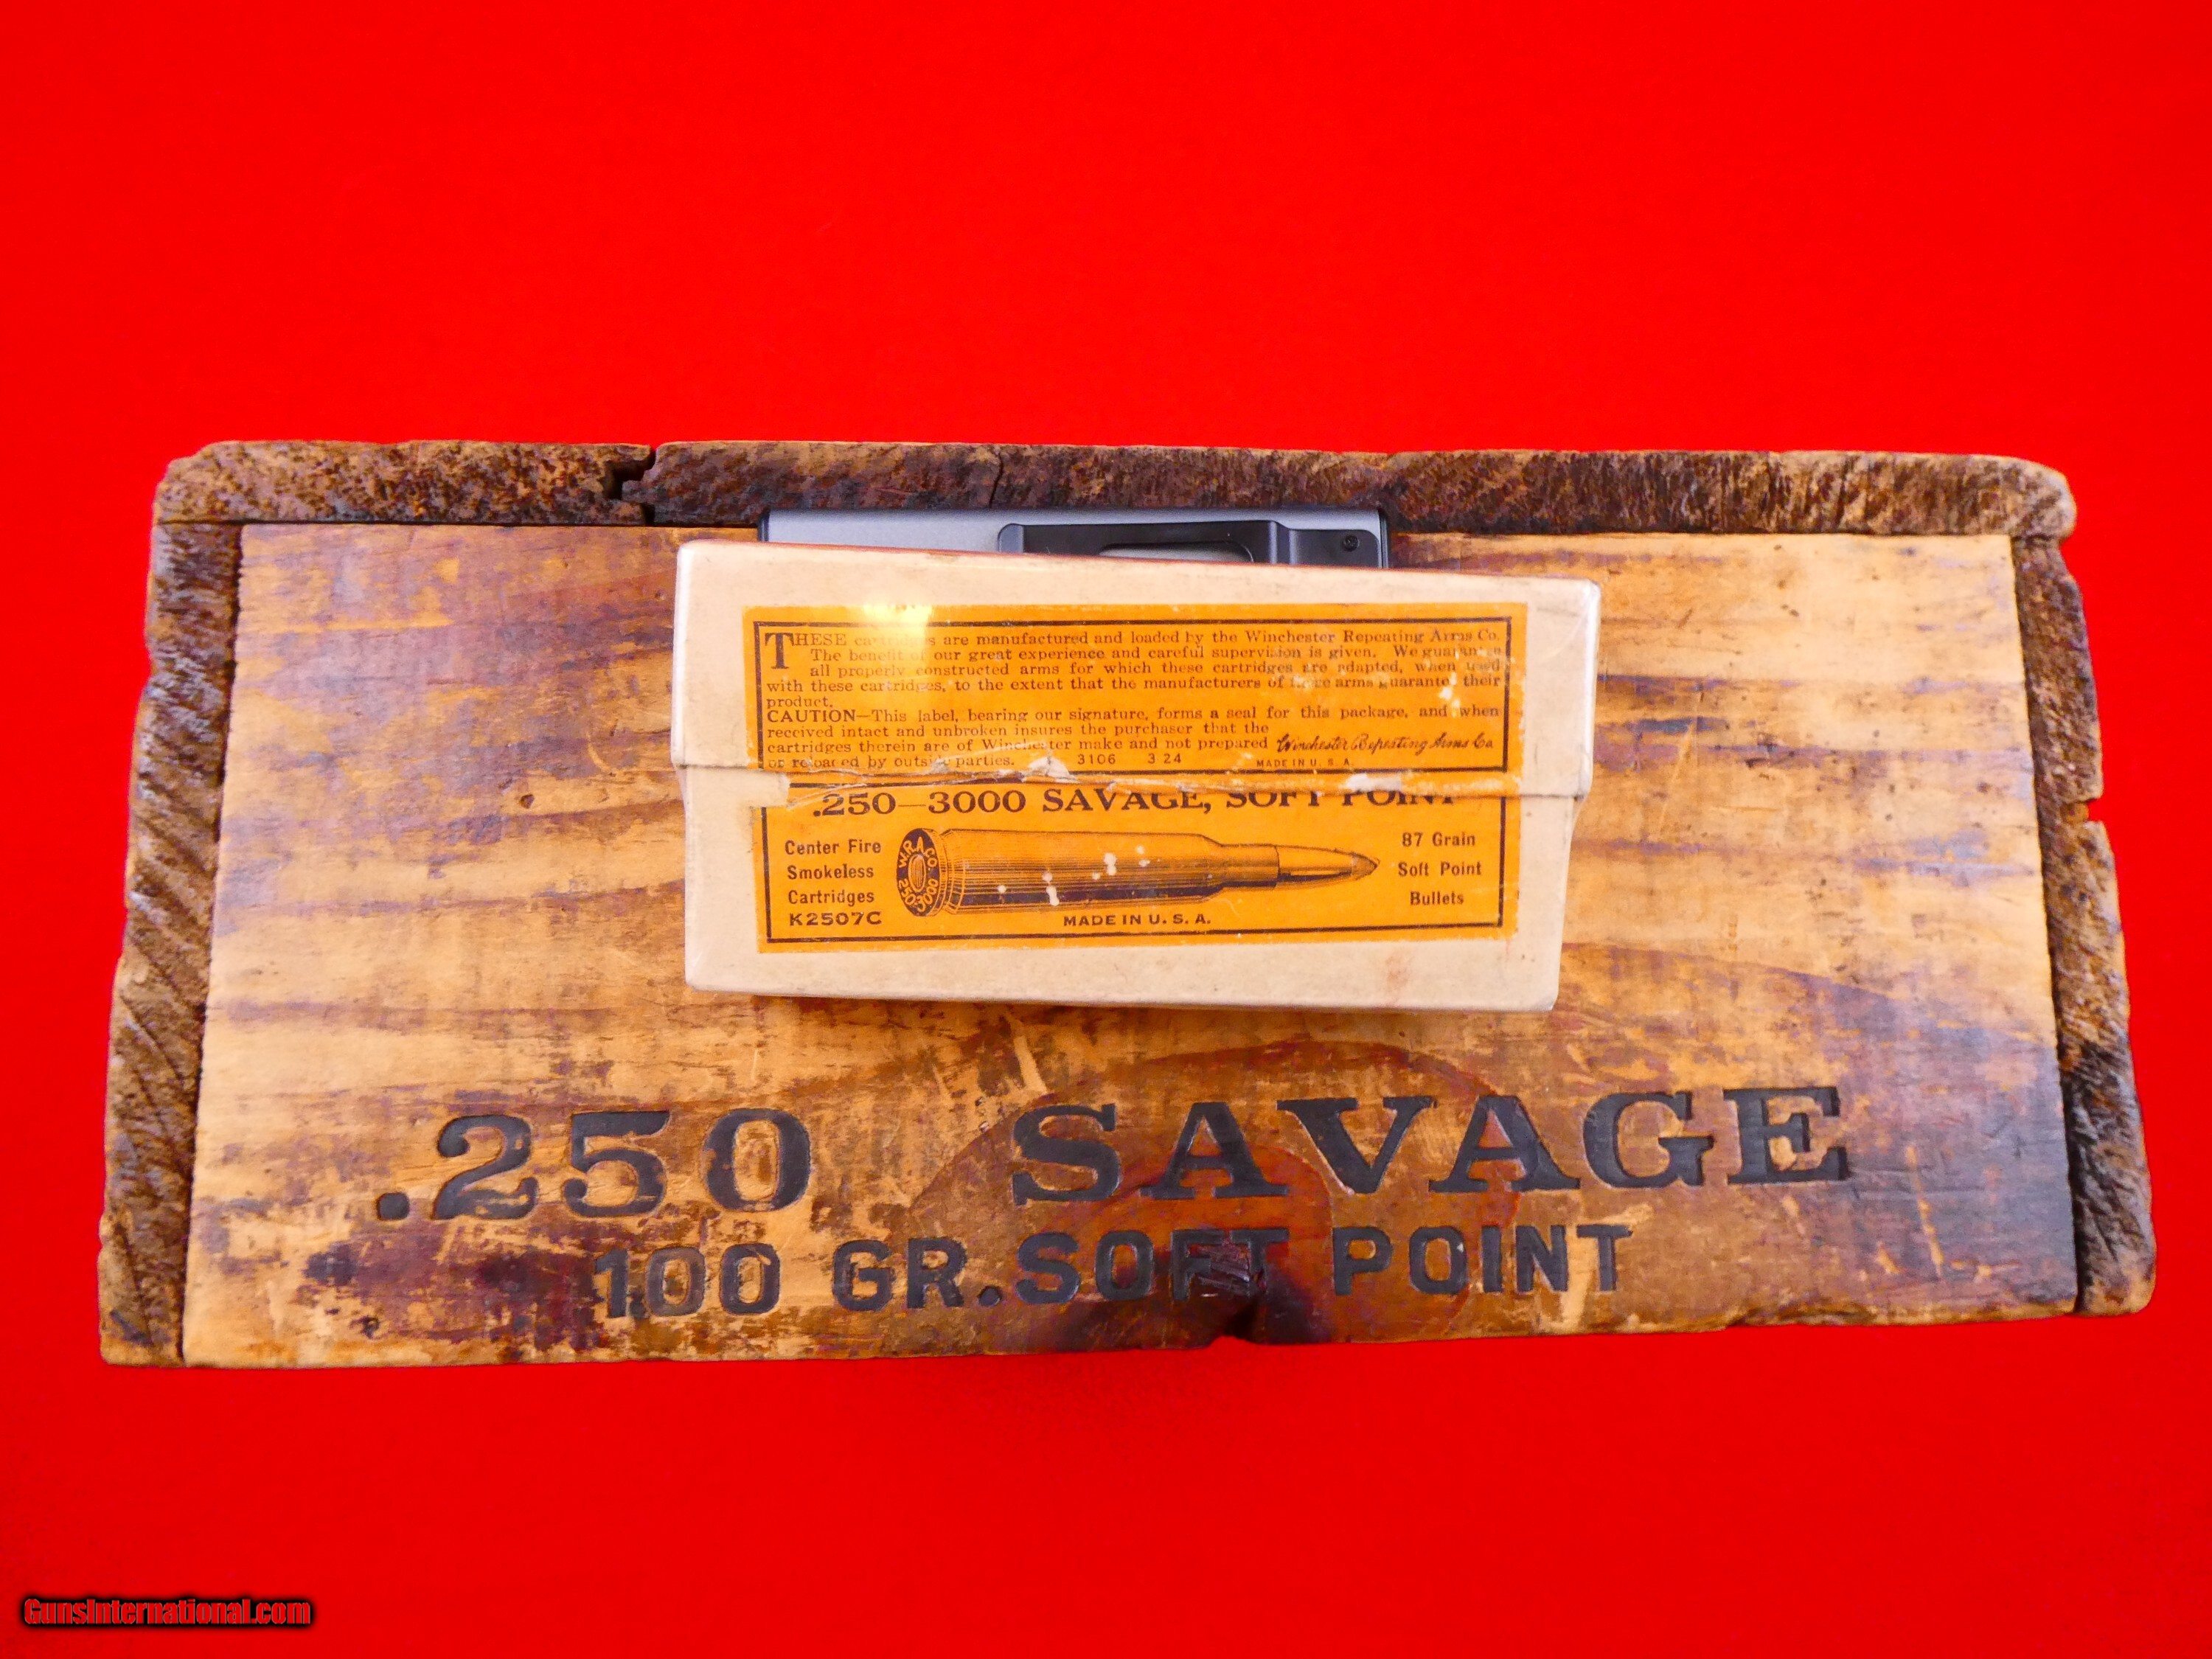 THESE cartridges are manufactured and loaded by the Winchester Repeating Arms Co.
The benefit of our great experience and careful supervision is given. We guarantee
all properly constructed arms for which these cartridges are adapted, when used
with these cartridges, to the extent that the manufacturers of these arms guarantee their
product.
CAUTION—This label, bearing our signature, forms a seal for this package, and when
received intact and unbroken insures the purchaser that the
cartridges therein are of Winchester make and not prepared Winchester Repeating Arms Co.
or reloaded by outside parties. 3106 3 24 MADE IN U. S. A.
.250—3000 SAVAGE, SOFT POINT
Center Fire
Smokeless
Cartridges
K2507C
W.R.A.CO.
250-3000
MADE IN U. S. A.
87 Grain
Soft Point
Bullets
.250 SAVAGE
100 GR. SOFT POINT
GunsInternational.com